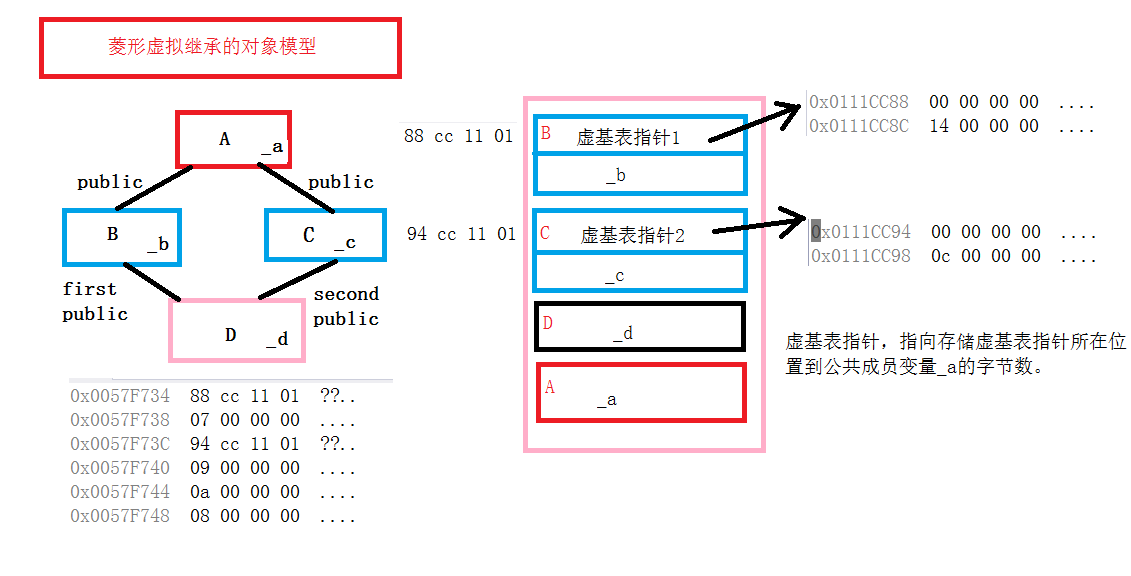 菱形虚拟继承的对象模型
A _a
public public
B _b
C _c
first
public
second
public
D _d
0x0057F734 88 cc 11 01 ??..
0x0057F738 07 00 00 00 ....
0x0057F73C 94 cc 11 01 ??..
0x0057F740 09 00 00 00 ....
0x0057F744 0a 00 00 00 ....
0x0057F748 08 00 00 00 ....
88 cc 11 01
B 虚基表指针1
_b
94 cc 11 01
C 虚基表指针2
_c
D _d
A _a
0x0111CC88 00 00 00 00 ....
0x0111CC8C 14 00 00 00 ....
0x0111CC94 00 00 00 00 ....
0x0111CC98 0c 00 00 00 ....
虚基表指针，指向存储虚基表指针所在位
置到公共成员变量_a的字节数。